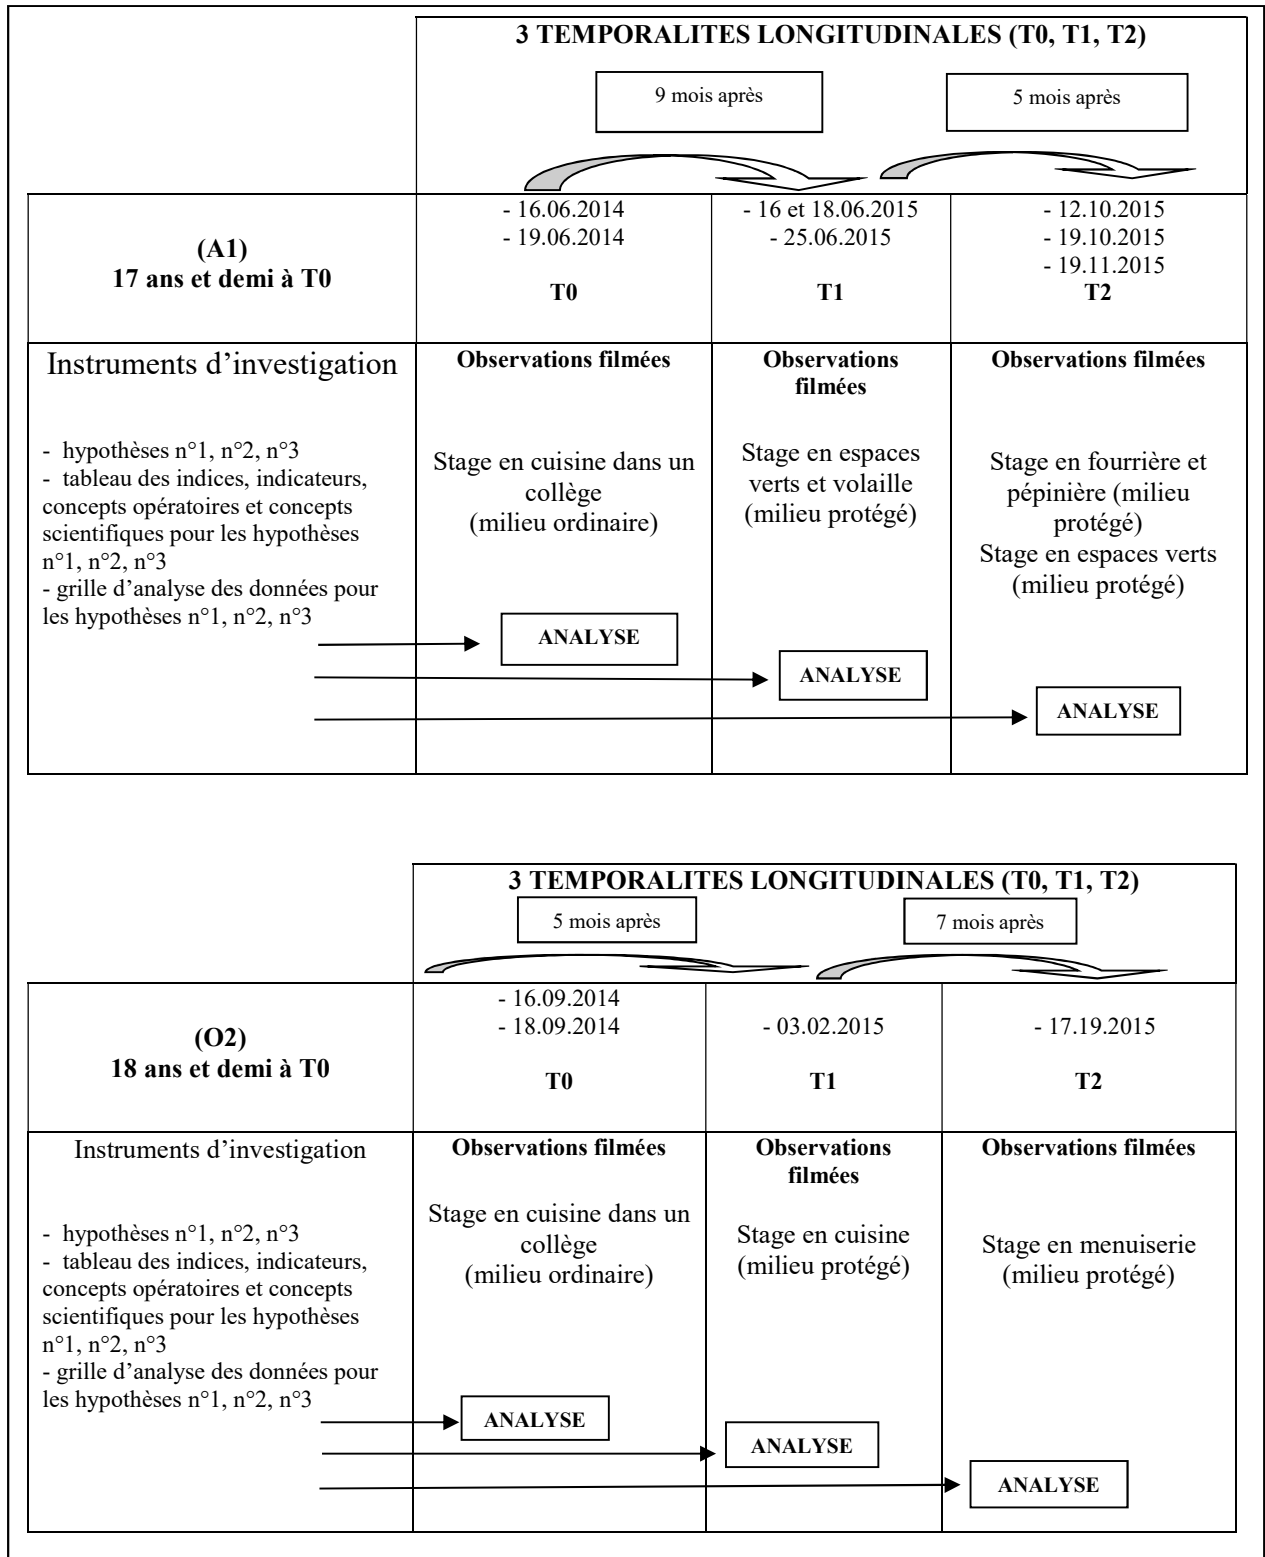 3 TEMPORALITES LONGITUDINALES (T0, T1, T2)
9 mois après
5 mois après
(A1)
17 ans et demi à T0
- 16.06.2014
- 19.06.2014
T0
- 16 et 18.06.2015
- 25.06.2015
T1
- 12.10.2015
- 19.10.2015
- 19.11.2015
T2
Instruments d’investigation
- hypothèses n°1, n°2, n°3
- tableau des indices, indicateurs,
concepts opératoires et concepts
scientifiques pour les hypothèses
n°1, n°2, n°3
- grille d’analyse des données pour
les hypothèses n°1, n°2, n°3
Observations filmées
Stage en cuisine dans un
collège
(milieu ordinaire)
ANALYSE
Observations
filmées
Stage en espaces
verts et volaille
(milieu protégé)
ANALYSE
Observations filmées
Stage en fourrière et
pépinière (milieu
protégé)
Stage en espaces verts
(milieu protégé)
ANALYSE
3 TEMPORALITES LONGITUDINALES (T0, T1, T2)
5 mois après
7 mois après
(O2)
18 ans et demi à T0
- 16.09.2014
- 18.09.2014
T0
- 03.02.2015
T1
- 17.19.2015
T2
Instruments d’investigation
- hypothèses n°1, n°2, n°3
- tableau des indices, indicateurs,
concepts opératoires et concepts
scientifiques pour les hypothèses
n°1, n°2, n°3
- grille d’analyse des données pour
les hypothèses n°1, n°2, n°3
Observations filmées
Stage en cuisine dans un
collège
(milieu ordinaire)
ANALYSE
Observations
filmées
Stage en cuisine
(milieu protégé)
ANALYSE
Observations filmées
Stage en menuiserie
(milieu protégé)
ANALYSE